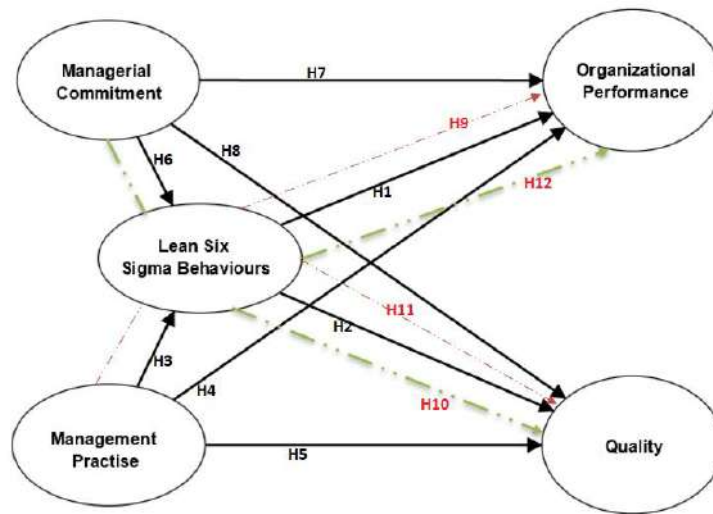 Managerial
Commitment
H7
Organizational
Performance
H9
H6
H8
H1
H12
Lean Six
Sigma Behaviours
H11
H2
H3
H4
H10
Management
Practise
H5
Quality